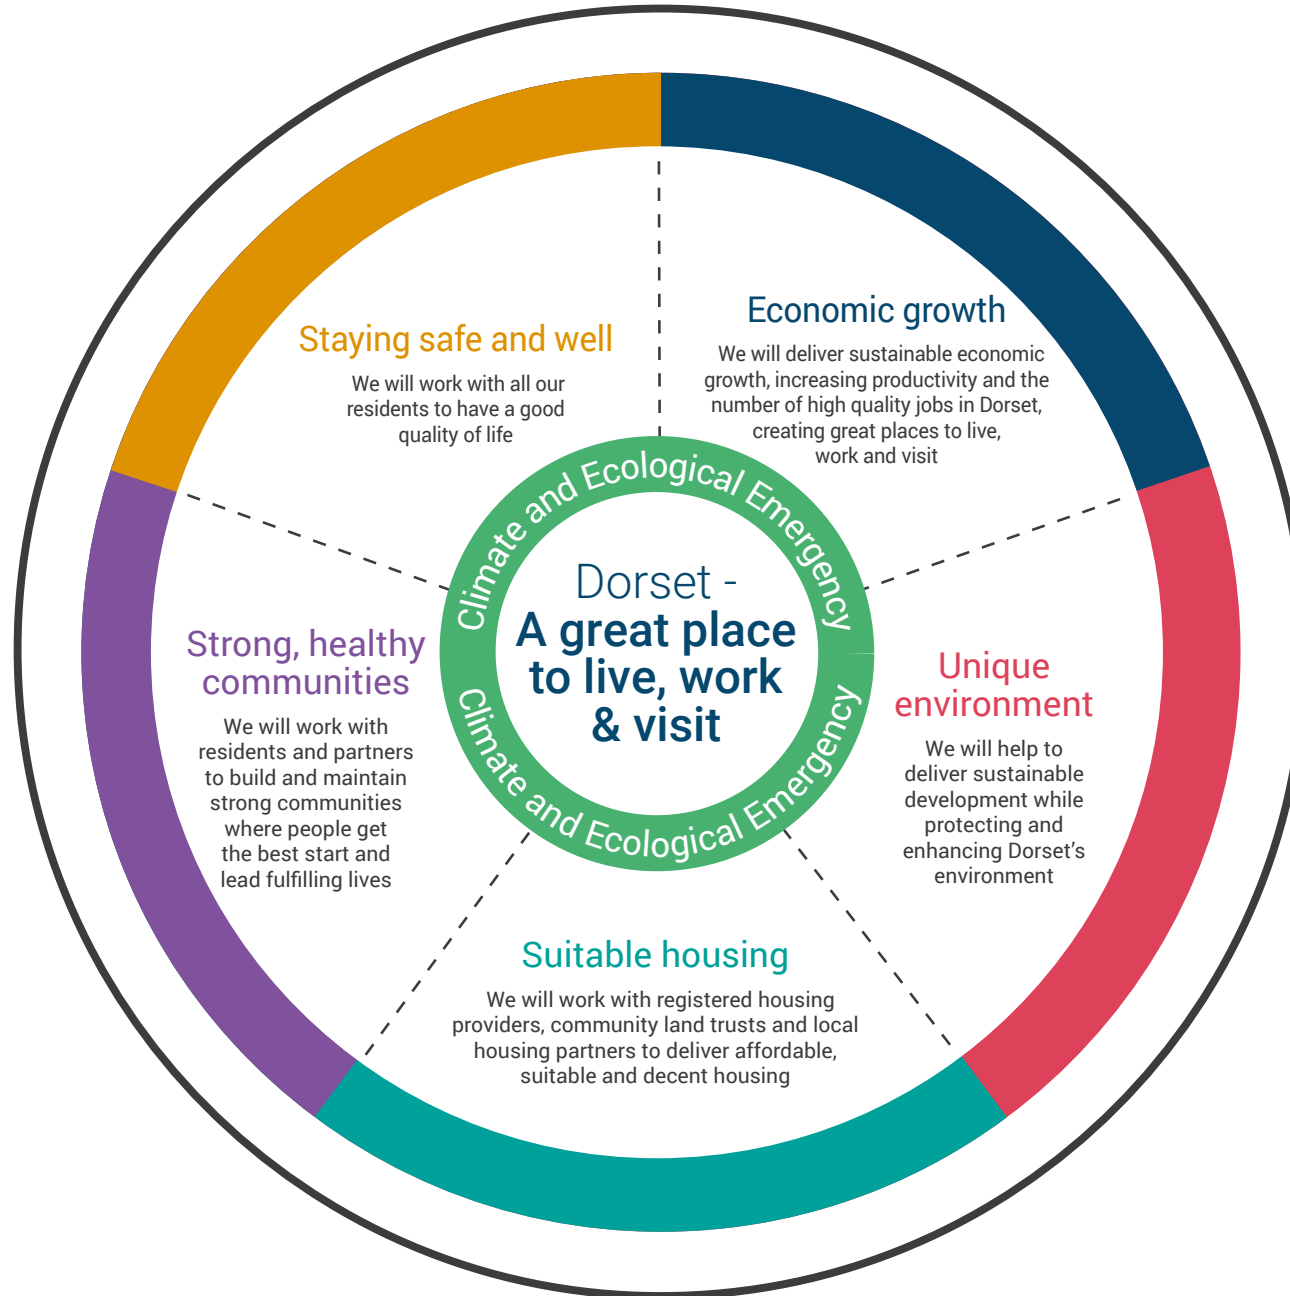 Economic growth
We will deliver sustainable economic
growth, increasing productivity and the
number of high quality jobs in Dorset,
creating great places to live,
work and visit
Staying safe and well
We will work with all our
residents to have a good
quality of life
Climate and Ecological Emergency
Dorset -
A great place
to live, work
& visit
Climate and Ecological Emergency
Strong, healthy
communities
We will work with
residents and partners
to build and maintain
strong communities
where people get
the best start and
lead fulfilling lives
Unique
environment
We will help to
deliver sustainable
development while
protecting and
enhancing Dorset’s
environment
Suitable housing
We will work with registered housing
providers, community land trusts and local
housing partners to deliver affordable,
suitable and decent housing